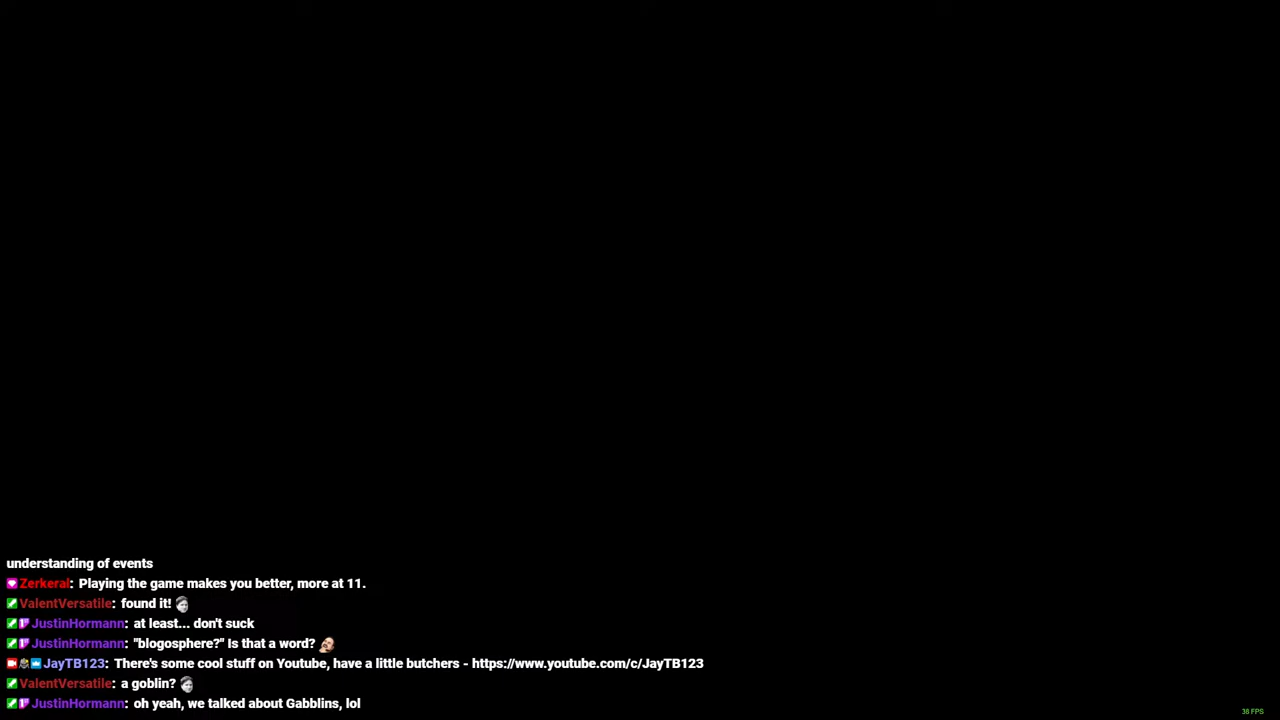 understanding of events
Zerkeral: Playing the game makes you better, more at 11.
ValentVersatile: found it!
JustinHormann: at least... don't suck
JustinHormann: "blogosphere?" Is that a word?
JayTB123: There's some cool stuff on Youtube, have a little butchers - https://www.youtube.com/c/JayTB123
ValentVersatile: a goblin?
JustinHormann: oh yeah, we talked about Gabblins, lol
36 FPS